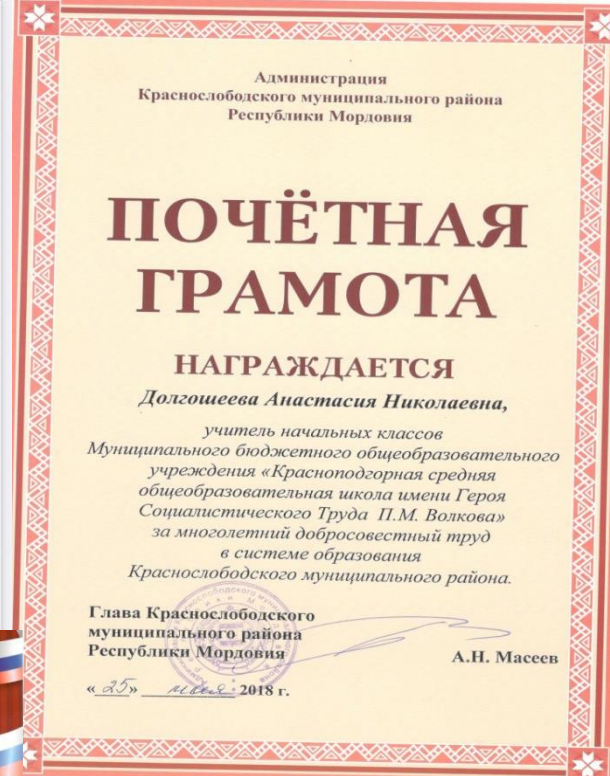 Администрация
Краснослободского муниципального района
Республики Мордовия
ПОЧЁТНАЯ
ГРАМОТА
НАГРАЖДАЕТСЯ
Долгошеева Анастасия Николаевна,
учитель начальных классов
Муниципального бюджетного общеобразовательного
учреждения «Красноподгорная средняя
общеобразовательная школа имени Героя
Социалистического Труда П.М. Волкова»
за многолетний добросовестный труд
в системе образования
Краснослободского муниципального района.
Глава Краснослободского
муниципального района
Республики Мордовия
А.Н. Масеев
«25» 2018 г.